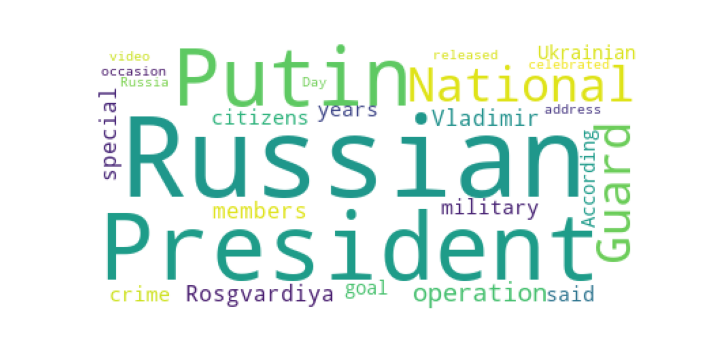 video
released
Ukrainian
occasion
Russia
Putin
Day
National
celebrated
special
citizens
years
Vladimir
address
Russian
According
Guard
members
military
President
crime
Rosgvardiya
goal
operation
said